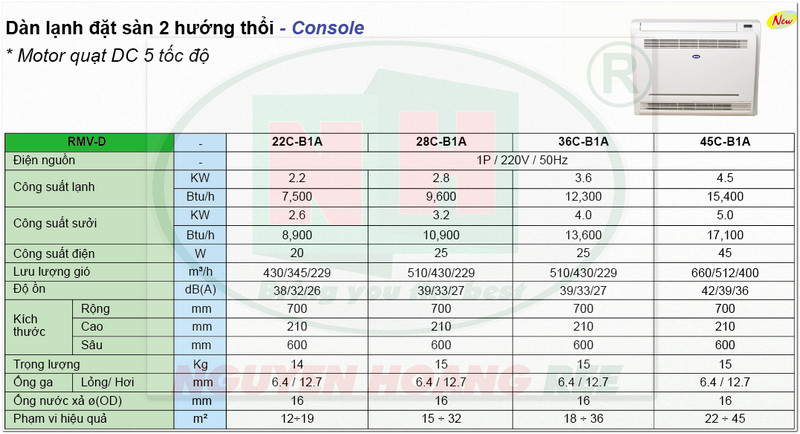 Dàn lạnh đặt sàn 2 hướng thổi - Console
* Motor quạt DC 5 tốc độ
New
®
RMV-D - 22C-B1A 28C-B1A 36C-B1A 45C-B1A
Điện nguồn - 1P / 220V / 50Hz
Công suất lạnh KW 2.2 2.8 3.6 4.5
Btu/h 7,500 9,600 12,300 15,400
Công suất sưởi KW 2.6 3.2 4.0 5.0
Btu/h 8,900 10,900 13,600 17,100
Công suất điện W 20 25 25 45
Lưu lượng gió m³/h 430/345/229 510/430/229 510/430/229 660/512/400
Độ ồn dB(A) 38/32/26 39/33/27 39/33/27 42/39/36
Kích thước Rộng mm 700 700 700 700
Cao mm 210 210 210 210
Sâu mm 600 600 600 600
Trọng lượng Kg 14 15 15 15
Ống ga Lỏng/ Hơi mm 6.4 / 12.7 6.4 / 12.7 6.4 / 12.7 6.4 / 12.7
Ống nước xả ø(OD) mm 16 16 16 16
Phạm vi hiệu quả m² 12÷19 15 ÷ 32 18 ÷ 36 22 ÷ 45
NH
Bring you the best
NGUYEN HOANG REE